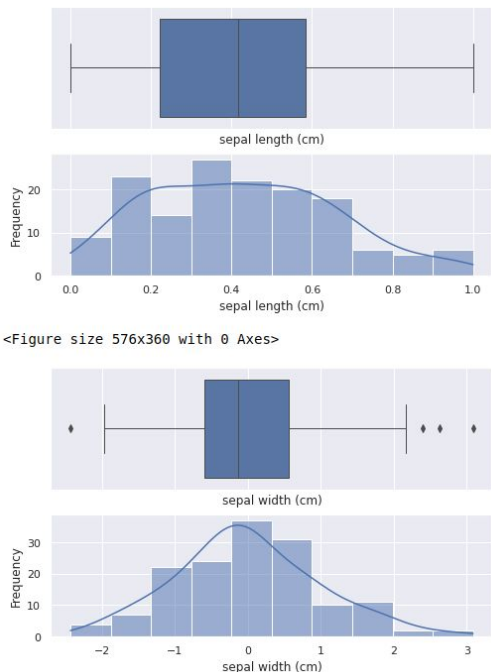 sepal length (cm)
20
10
0
Frequency
0.0 0.2 0.4 0.6 0.8 1.0
sepal length (cm)
<Figure size 576x360 with 0 Axes>
sepal width (cm)
30
20
10
0
Frequency
−2 −1 0 1 2 3
sepal width (cm)